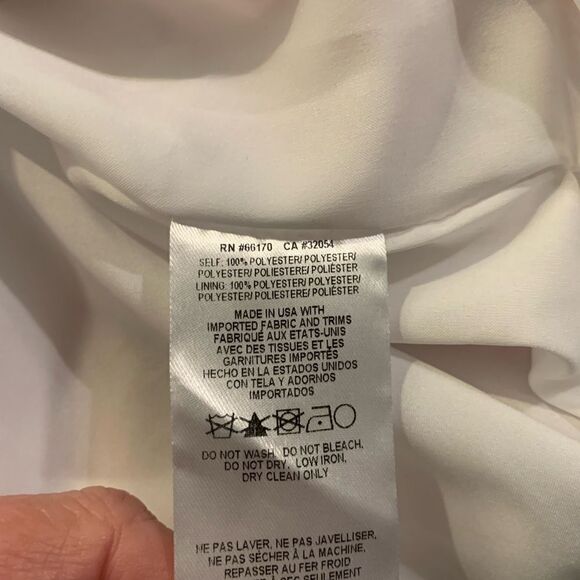 RN #66170 CA #32054
SELF: 100% POLYESTER/ POLYESTER/
POLYESTER/ POLIESTERE/ POLIÉSTER
LINING: 100% POLYESTER/ POLYESTER/
POLYESTER/ POLIESTERE/ POLIÉSTER
MADE IN USA WITH
IMPORTED FABRIC AND TRIMS
FABRIQUÉ AUX ETATS-UNIS
AVEC DES TISSUES ET LES
GARNITURES IMPORTÉES
HECHO EN LA ESTADOS UNIDOS
CON TELA Y ADORNOS
IMPORTADOS
DO NOT WASH. DO NOT BLEACH.
DO NOT DRY. LOW IRON.
DRY CLEAN ONLY
NE PAS LAVER, NE PAS JAVELLISER.
NE PAS SÉCHER À LA MACHINE.
REPASSER AU FER FROID
À SES SEULEMENT